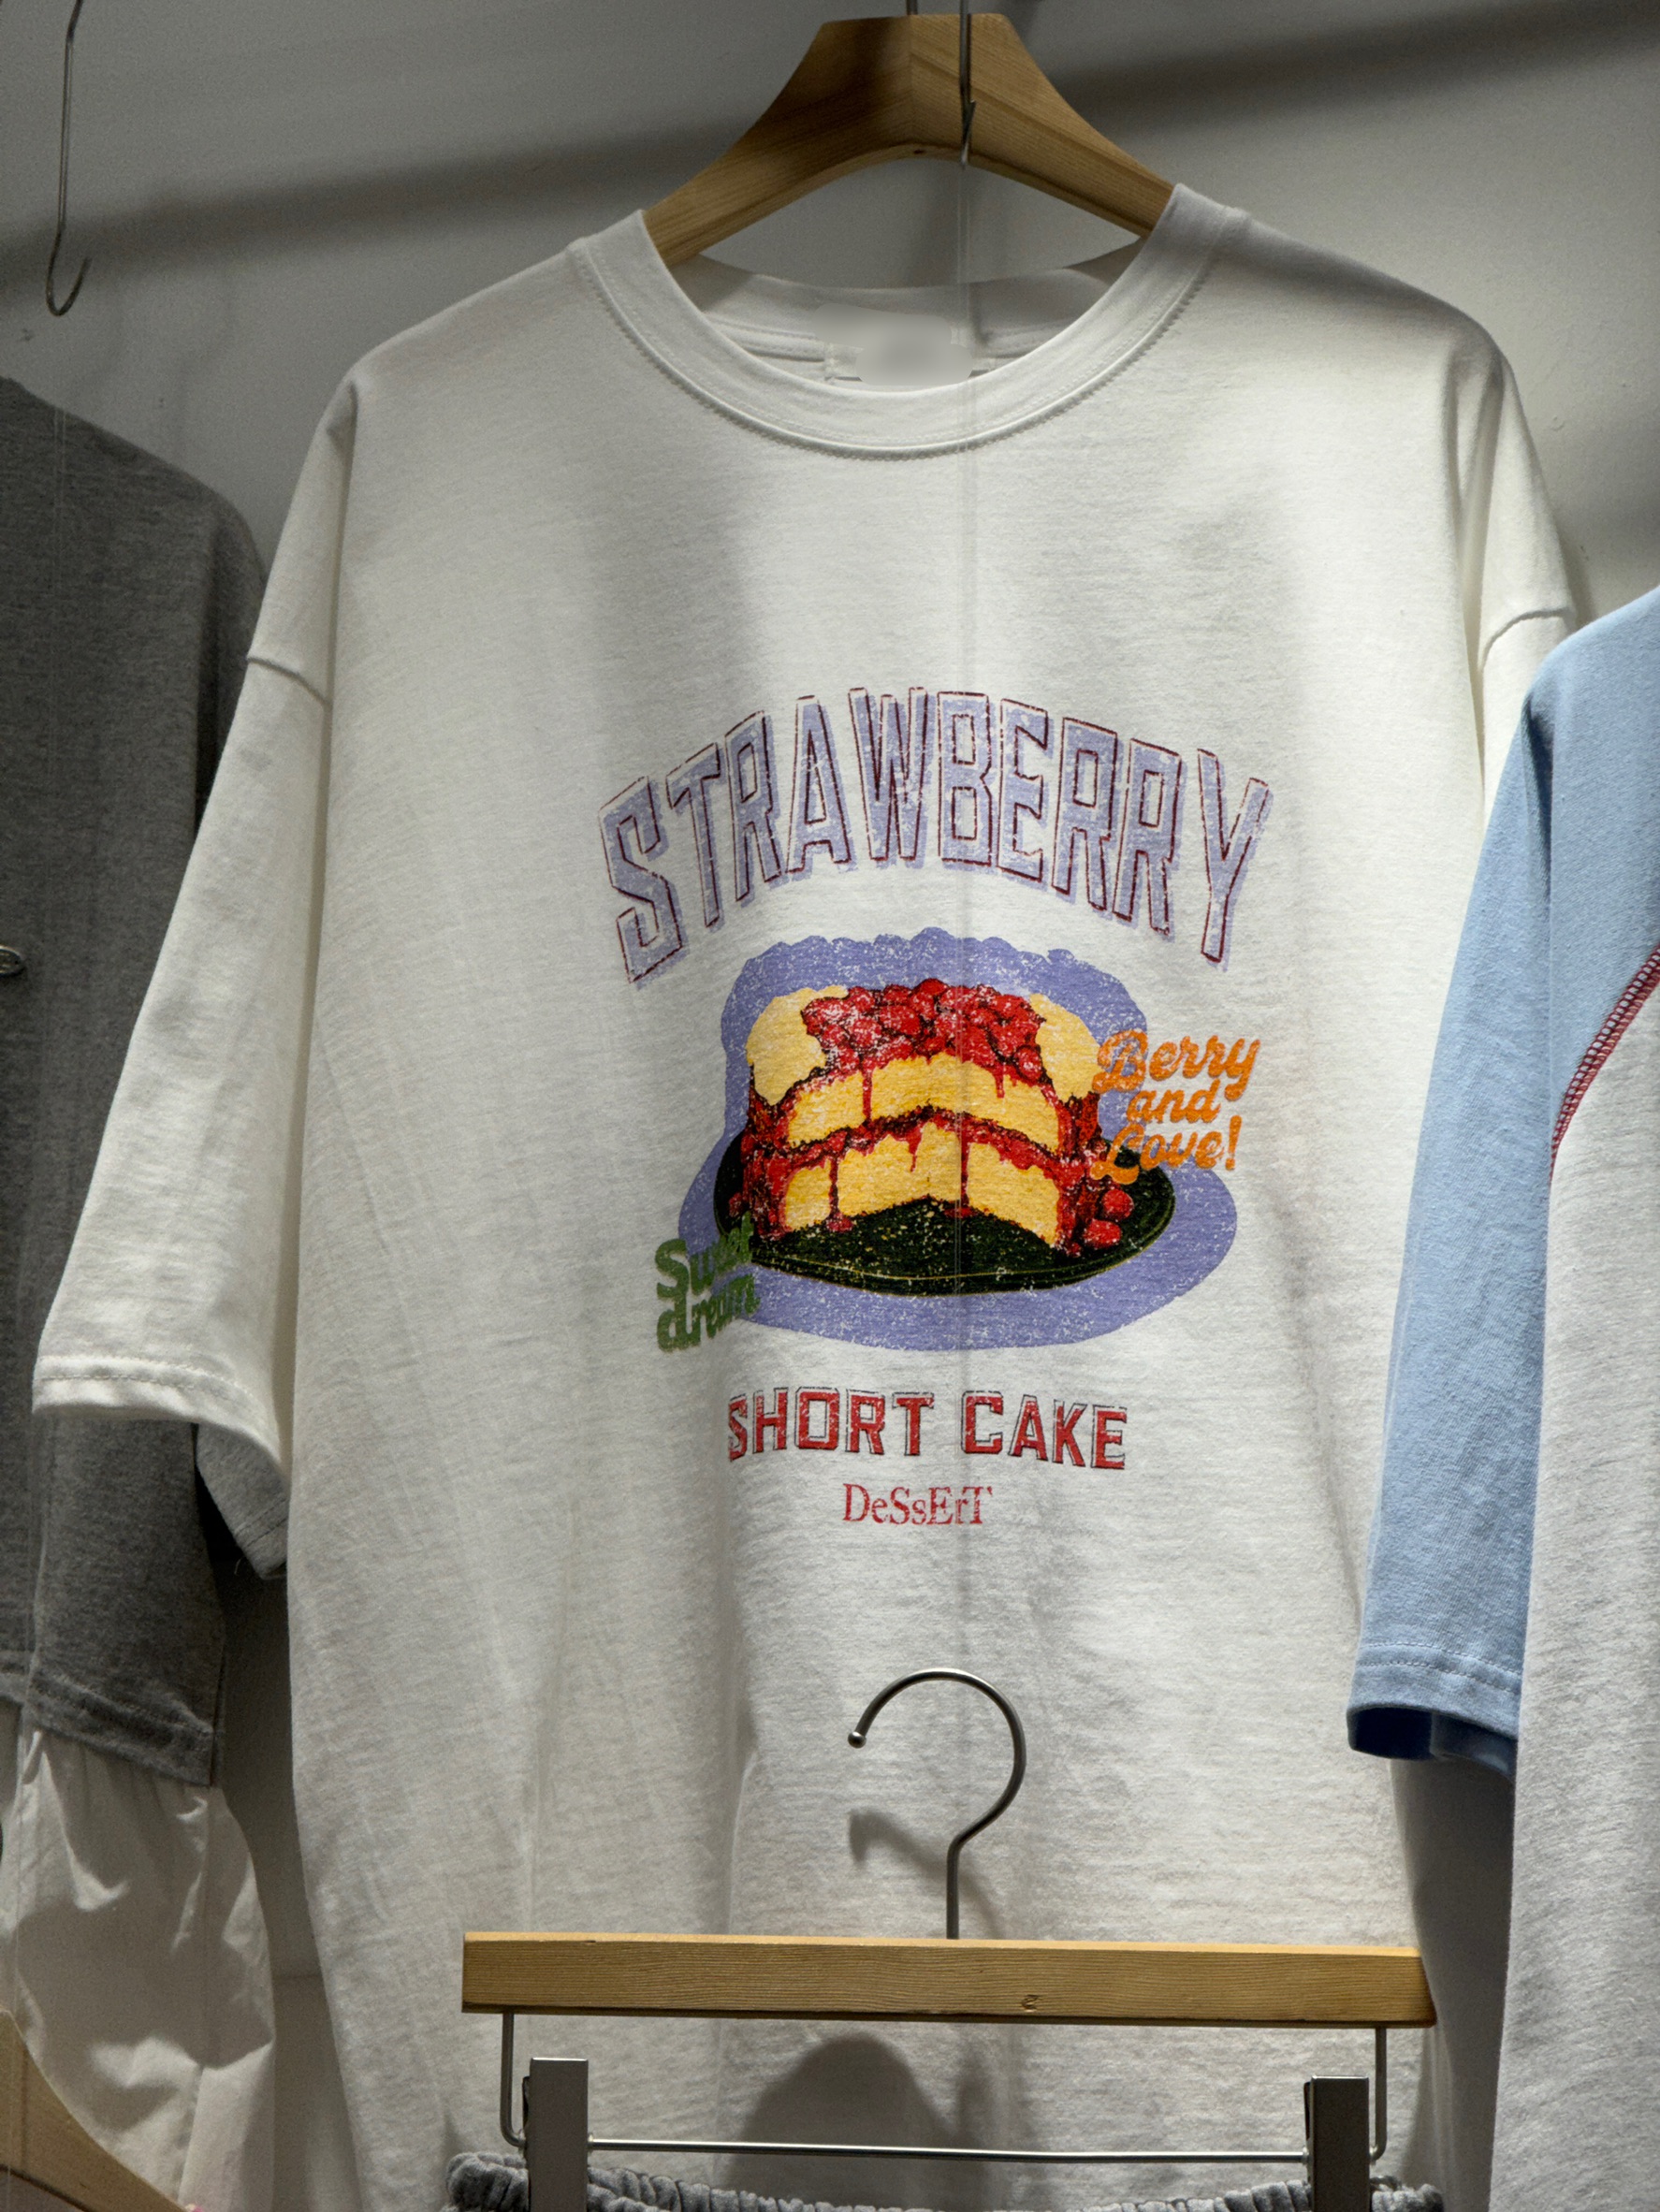 STRAWBERRY
Berry
and
Love!
Sweet
dream
SHORT CAKE
DeSsErT